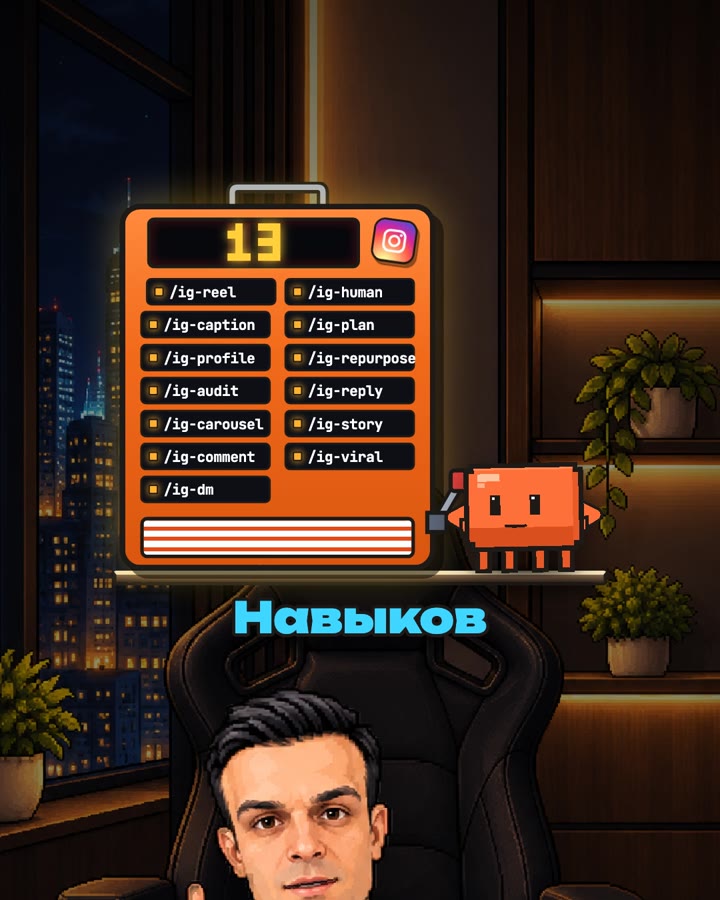 13
/ig-reel
/ig-human
/ig-caption
/ig-plan
/ig-profile
/ig-repurpose
/ig-audit
/ig-reply
/ig-carousel
/ig-story
/ig-comment
/ig-viral
/ig-dm
Навыков